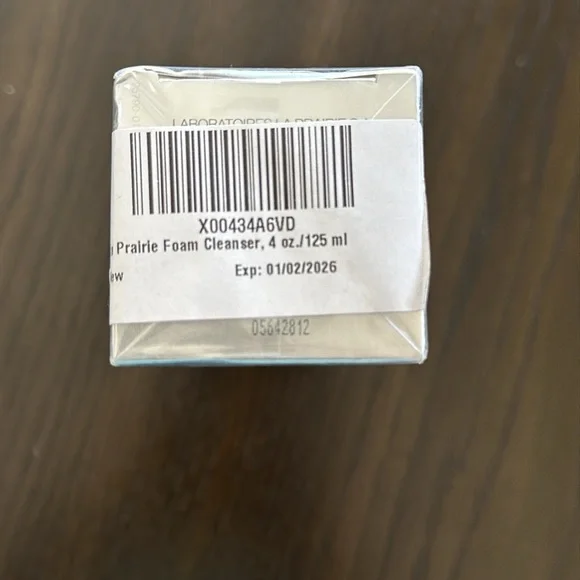 LABORATOIRES LA PRAIRIE
X00434A6VD
Prairie Foam Cleanser, 4 oz./125 ml
ew Exp: 01/02/2026
05642812